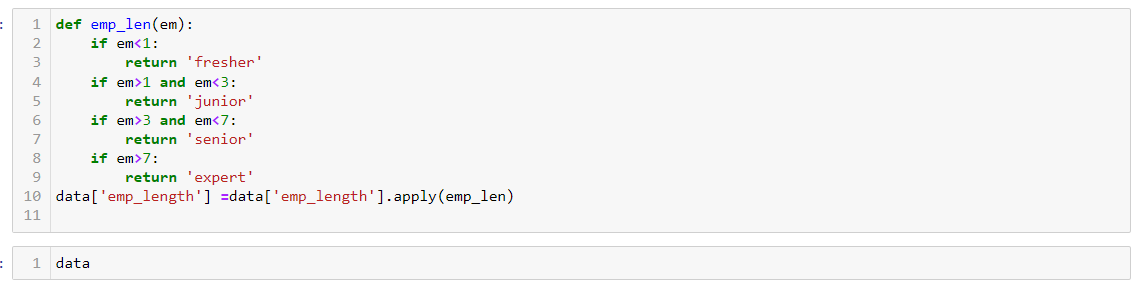 :
1 def emp_len(em):
2     if em<1:
3         return 'fresher'
4     if em>1 and em<3:
5         return 'junior'
6     if em>3 and em<7:
7         return 'senior'
8     if em>7:
9         return 'expert'
10 data['emp_length'] =data['emp_length'].apply(emp_len)
11
:
1 data